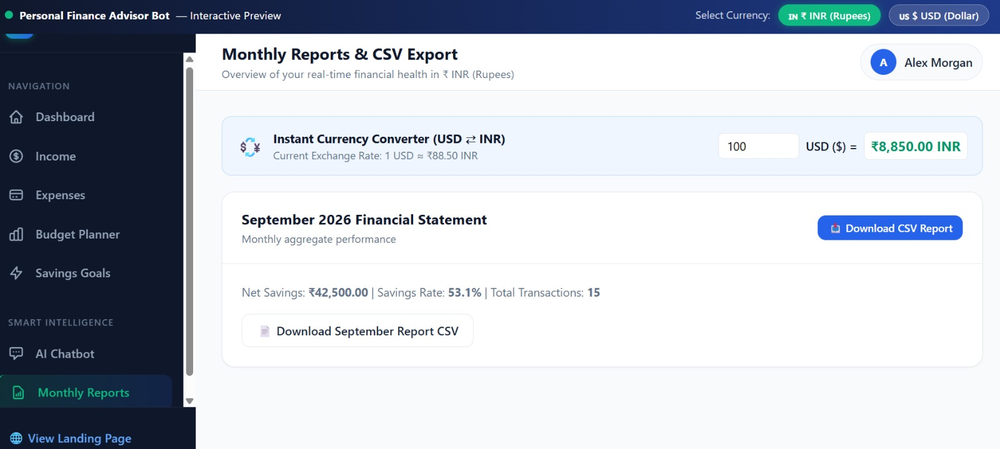 Personal Finance Advisor Bot — Interactive Preview
Select Currency: IN ₹ INR (Rupees) US $ USD (Dollar)
NAVIGATION
Dashboard
Income
Expenses
Budget Planner
Savings Goals
SMART INTELLIGENCE
AI Chatbot
Monthly Reports
View Landing Page
Monthly Reports & CSV Export
Overview of your real-time financial health in ₹ INR (Rupees)
A Alex Morgan
Instant Currency Converter (USD ⇄ INR)
Current Exchange Rate: 1 USD ≈ ₹88.50 INR
100 USD ($) = ₹8,850.00 INR
September 2026 Financial Statement
Monthly aggregate performance
Download CSV Report
Net Savings: ₹42,500.00 | Savings Rate: 53.1% | Total Transactions: 15
Download September Report CSV